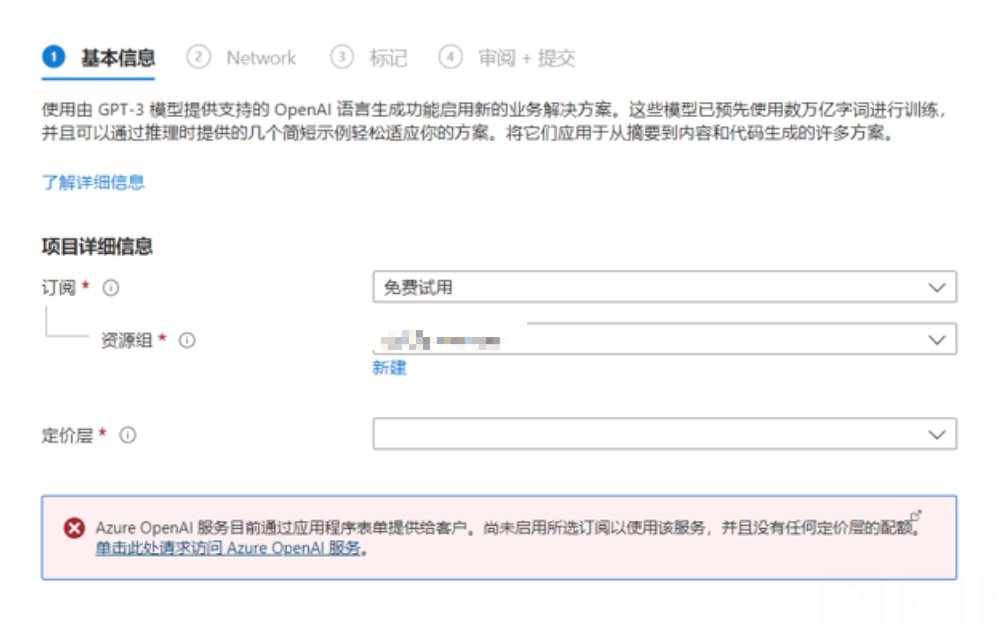 1 基本信息 2 Network 3 标记 4 审阅 + 提交
使用由 GPT-3 模型提供支持的 OpenAI 语言生成功能启用新的业务解决方案。这些模型已预先使用数万亿字词进行训练，
并且可以通过推理时提供的几个简短示例轻松适应你的方案。将它们应用于从摘要到内容和代码生成的许多方案。
了解详细信息
项目详细信息
订阅 * 免费试用
资源组 *
新建
定价层 *
Azure OpenAI 服务目前通过应用程序表单提供给客户。尚未启用所选订阅以使用该服务，并且没有任何定价层的配额。
单击此处请求访问 Azure OpenAI 服务。